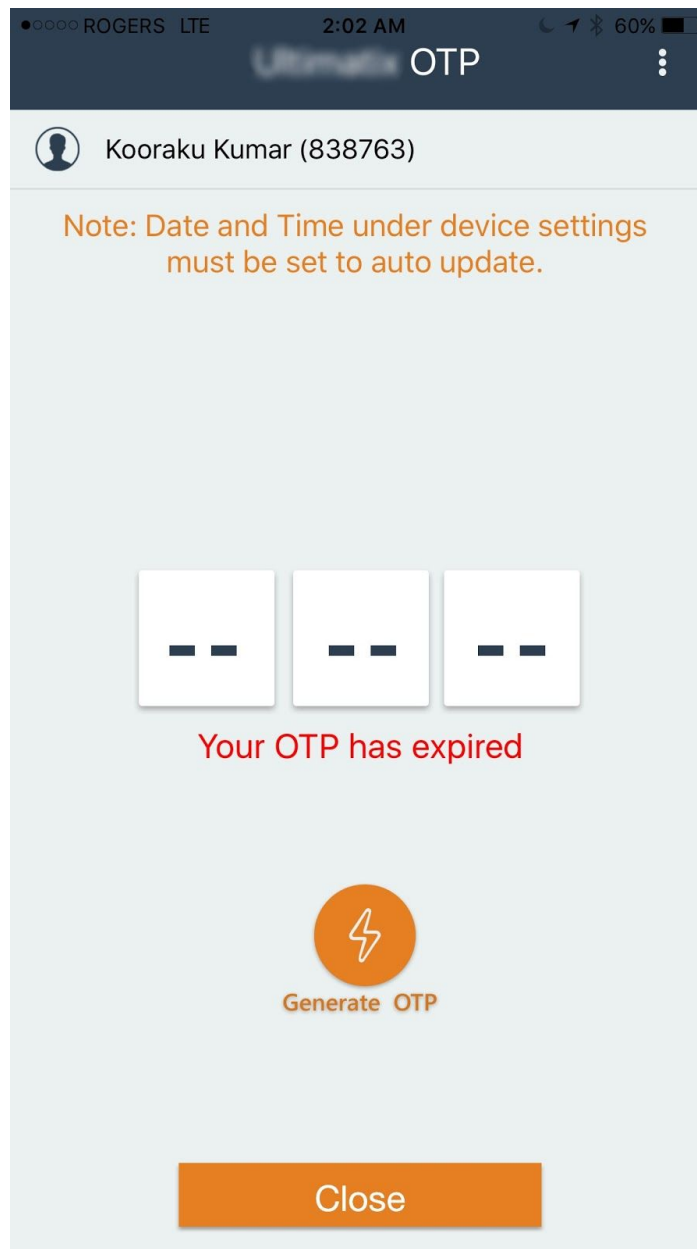 ROGERS LTE 2:02 AM 60%
OTP
Kooraku Kumar (838763)
Note: Date and Time under device settings
must be set to auto update.
-- -- --
Your OTP has expired
Generate OTP
Close